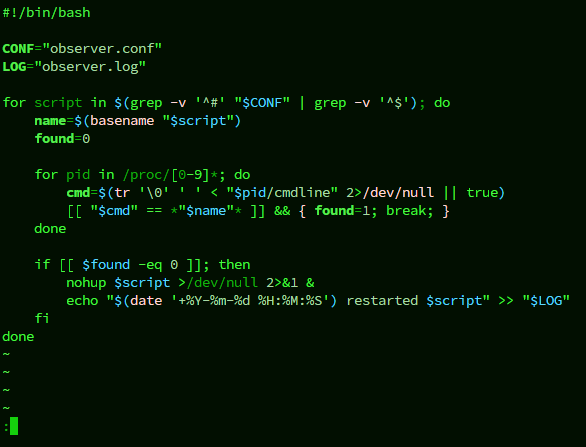 #!/bin/bash

CONF="observer.conf"
LOG="observer.log"

for script in $(grep -v '^#' "$CONF" | grep -v '^$'); do
    name=$(basename "$script")
    found=0

    for pid in /proc/[0-9]*; do
        cmd=$(tr '\0' ' ' < "$pid/cmdline" 2>/dev/null || true)
        [[ "$cmd" == *"$name"* ]] && { found=1; break; }
    done

    if [[ $found -eq 0 ]]; then
        nohup $script >/dev/null 2>&1 &
        echo "$(date '+%Y-%m-%d %H:%M:%S') restarted $script" >> "$LOG"
    fi
done
~
~
~
~
: